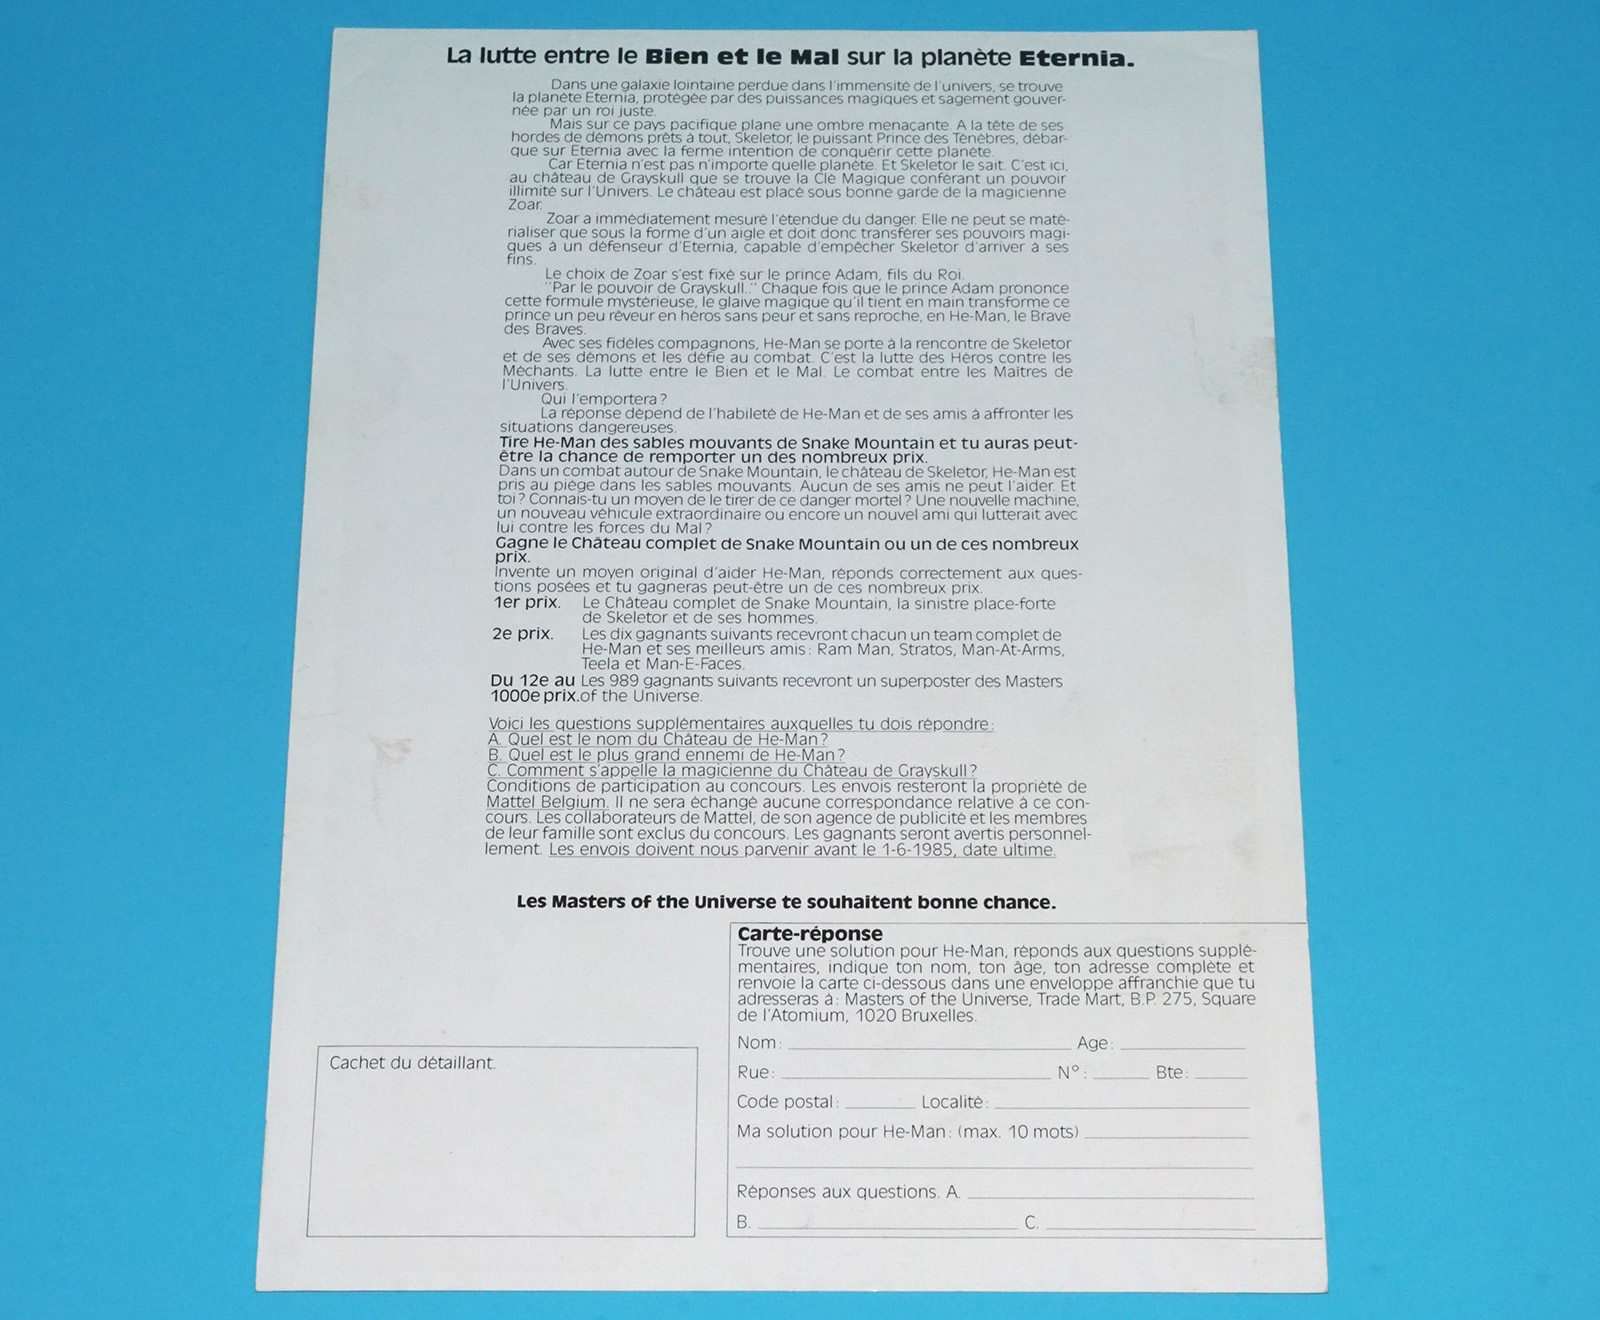 La lutte entre le Bien et le Mal sur la planète Eternia.
Dans une galaxie lointaine perdue dans l'immensité de l'univers, se trouve
la planète Eternia, protégée par des puissances magiques et sagement gouver-
née par un roi juste.
Mais sur ce pays pacifique plane une ombre menaçante. A la tête de ses
hordes de démons prêts à tout, Skeletor, le puissant Prince des Ténèbres, débar-
que sur Eternia avec la ferme intention de conquérir cette planète.
Car Eternia n'est pas n'importe quelle planète. Et Skeletor le sait. C'est ici,
au château de Grayskull que se trouve la Clé Magique conférant un pouvoir
illimité sur l'Univers. Le château est placé sous bonne garde de la magicienne
Zoar.
Zoar a immédiatement mesuré l'étendue du danger. Elle ne peut se maté-
rialiser que sous la forme d'un aigle et doit donc transférer ses pouvoirs magi-
ques à un défenseur d'Eternia, capable d'empêcher Skeletor d'arriver à ses
fins.
Le choix de Zoar s'est fixé sur le prince Adam, fils du Roi.
"Par le pouvoir de Grayskull.." Chaque fois que le prince Adam prononce
cette formule mystérieuse, le glaive magique qu'il tient en main transforme ce
prince un peu rêveur en héros sans peur et sans reproche, en He-Man, le Brave
des Braves.
Avec ses fidèles compagnons, He-Man se porte à la rencontre de Skeletor
et de ses démons et les défie au combat. C'est la lutte des Héros contre les
Méchants. La lutte entre le Bien et le Mal. Le combat entre les Maîtres de
l'Univers.
Qui l'emportera?
La réponse dépend de l'habileté de He-Man et de ses amis à affronter les
situations dangereuses.
Tire He-Man des sables mouvants de Snake Mountain et tu auras peut-
être la chance de remporter un des nombreux prix.
Dans un combat autour de Snake Mountain, le château de Skeletor, He-Man est
pris au piège dans les sables mouvants. Aucun de ses amis ne peut l'aider. Et
toi? Connais-tu un moyen de le tirer de ce danger mortel? Une nouvelle machine,
un nouveau véhicule extraordinaire ou encore un nouvel ami qui lutterait avec
lui contre les forces du Mal?
Gagne le Château complet de Snake Mountain ou un de ces nombreux
prix.
Invente un moyen original d'aider He-Man, réponds correctement aux ques-
tions posées et tu gagneras peut-être un de ces nombreux prix.
1er prix. Le Château complet de Snake Mountain, la sinistre place-forte
de Skeletor et de ses hommes.
2e prix. Les dix gagnants suivants recevront chacun un team complet de
He-Man et ses meilleurs amis: Ram Man, Stratos, Man-At-Arms,
Teela et Man-E-Faces.
Du 12e au Les 989 gagnants suivants recevront un superposter des Masters
1000e prix. of the Universe.
Voici les questions supplémentaires auxquelles tu dois répondre:
A. Quel est le nom du Château de He-Man?
B. Quel est le plus grand ennemi de He-Man?
C. Comment s'appelle la magicienne du Château de Grayskull?
Conditions de participation au concours. Les envois resteront la propriété de
Mattel Belgium. Il ne sera échangé aucune correspondance relative à ce con-
cours. Les collaborateurs de Mattel, de son agence de publicité et les membres
de leur famille sont exclus du concours. Les gagnants seront avertis personnel-
lement. Les envois doivent nous parvenir avant le 1-6-1985, date ultime.
Les Masters of the Universe te souhaitent bonne chance.
Carte-réponse
Trouve une solution pour He-Man, réponds aux questions supplé-
mentaires, indique ton nom, ton âge, ton adresse complète et
renvoie la carte ci-dessous dans une enveloppe affranchie que tu
adresseras à: Masters of the Universe, Trade Mart, B.P. 275, Square
de l'Atomium, 1020 Bruxelles.
Nom: Age:
Rue: N°: Bte:
Code postal: Localité:
Ma solution pour He-Man: (max. 10 mots)
Réponses aux questions. A.
B. C.
Cachet du détaillant.